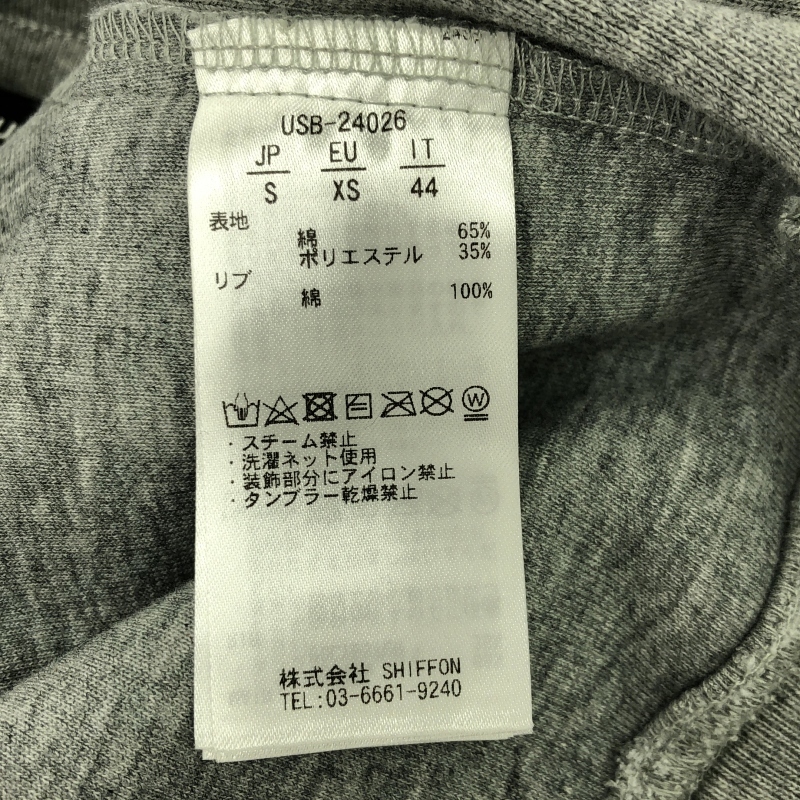 USB-24026
JP EU IT
S XS 44
表地
綿 65%
ポリエステル 35%
リブ
綿 100%
W
・スチーム禁止
・洗濯ネット使用
・装飾部分にアイロン禁止
・タンブラー乾燥禁止
株式会社 SHIFFON
TEL:03-6661-9240